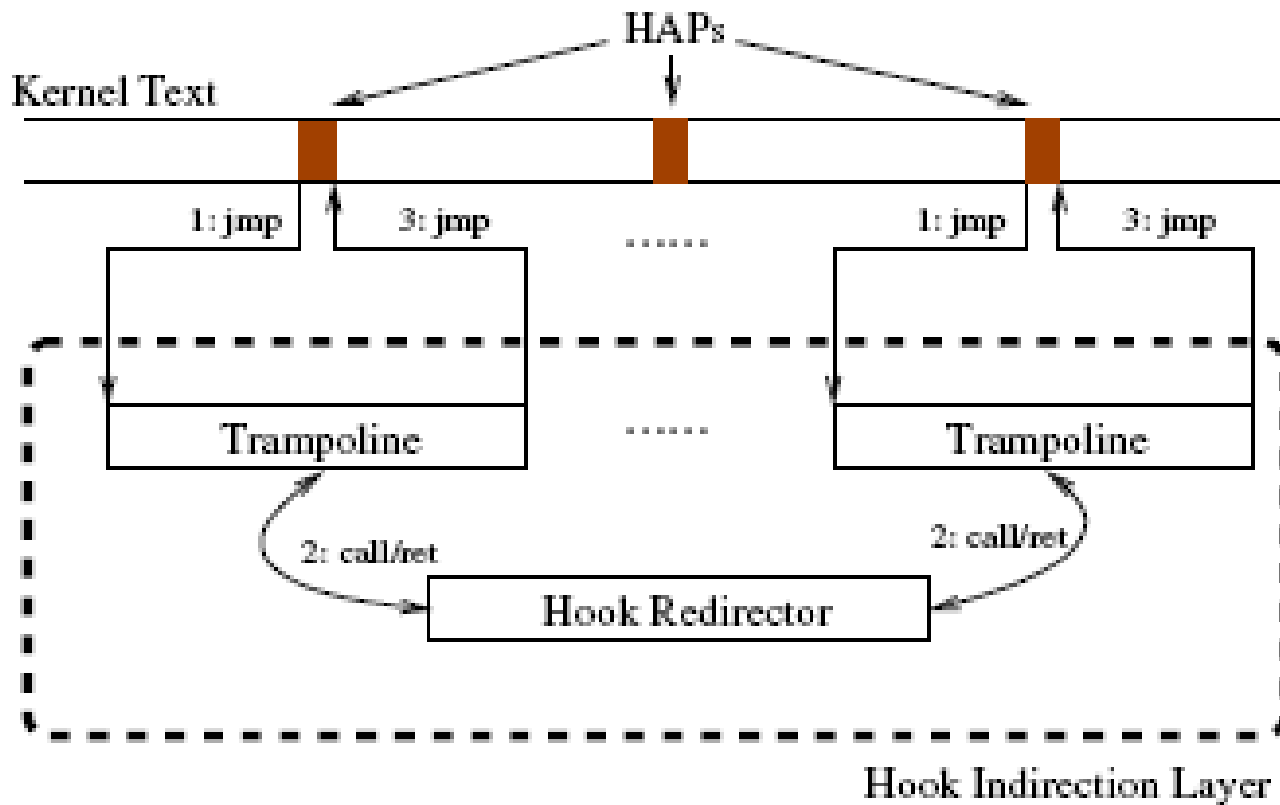 HAPs
Kernel Text
1: jmp
3: jmp
......
1: jmp
3: jmp
Trampoline
......
Trampoline
2: call/ret
2: call/ret
Hook Redirector
Hook Indirection Layer